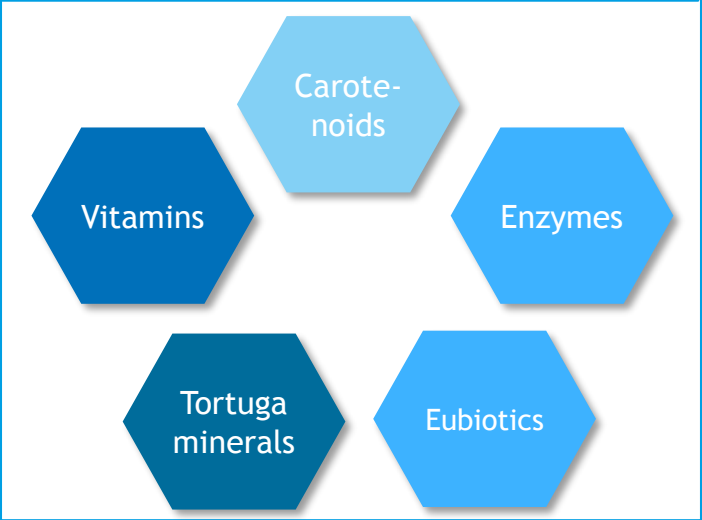 Carote-
noids
Vitamins
Enzymes
Tortuga
minerals
Eubiotics